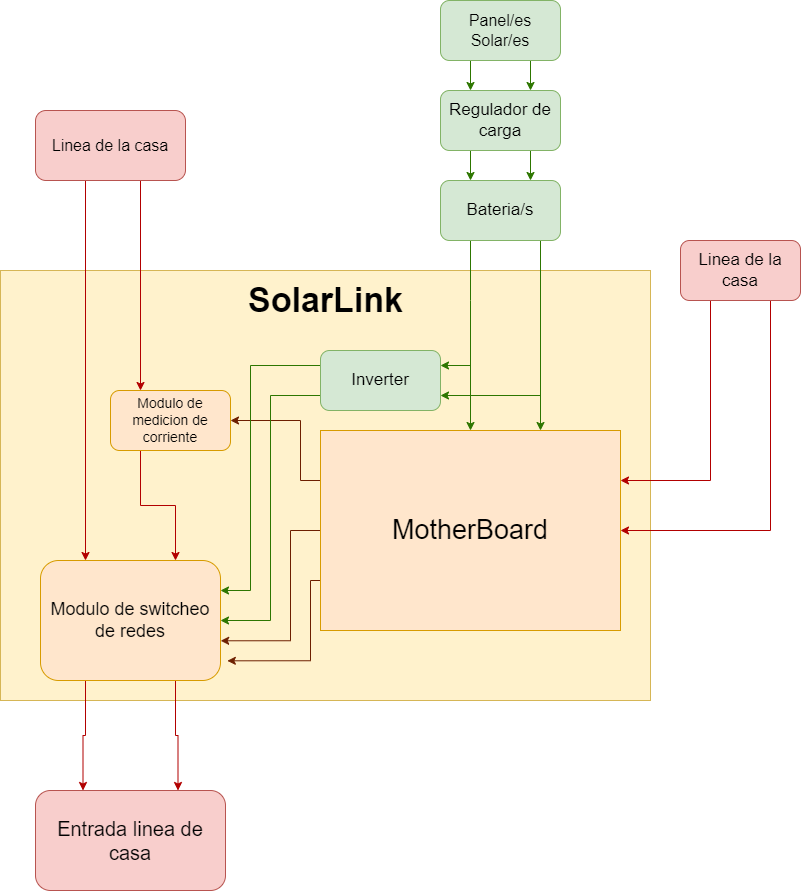 Panel/es
Solar/es
Regulador de
carga
Linea de la casa
Bateria/s
Linea de la
casa
SolarLink
Inverter
Modulo de
medicion de
corriente
MotherBoard
Modulo de switcheo
de redes
Entrada linea de
casa